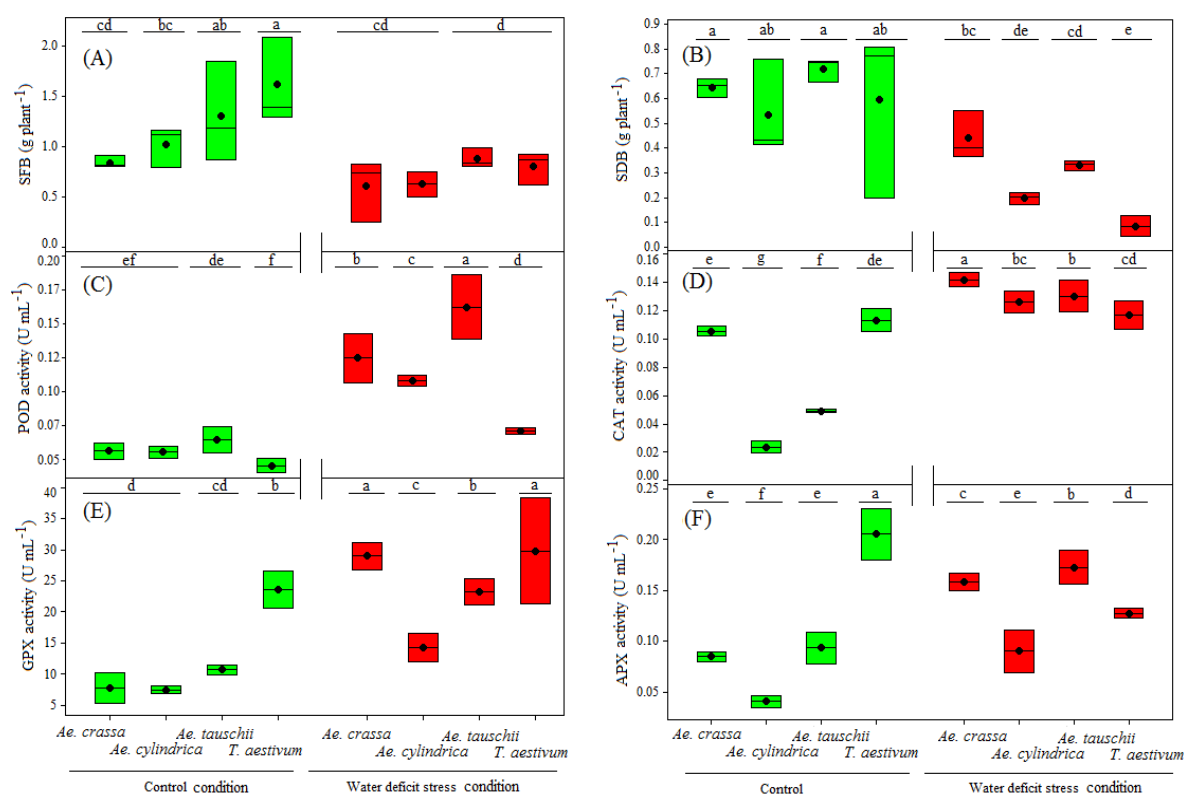 cd bc ab a cd d
(A)
SFB (g plant⁻¹)
2.0
1.5
1.0
0.5
0.0
a ab a ab bc de cd e
(B)
SDB (g plant⁻¹)
0.9
0.8
0.7
0.6
0.5
0.4
0.3
0.2
0.1
0.0
ef de f b c a d
(C)
POD activity (U mL⁻¹)
0.20
0.17
0.15
0.12
0.10
0.07
0.05
e g f de a bc b cd
(D)
CAT activity (U mL⁻¹)
0.16
0.14
0.12
0.10
0.08
0.06
0.04
0.02
0.00
d cd b a c b a
(E)
GPX activity (U mL⁻¹)
40
35
30
25
20
15
10
5
e f e a c e b d
(F)
APX activity (U mL⁻¹)
0.25
0.20
0.15
0.10
0.05
Ae. crassa Ae. tauschii Ae. crassa Ae. tauschii
Ae. cylindrica T. aestivum Ae. cylindrica T. aestivum
Control condition Water deficit stress condition
Ae. crassa Ae. tauschii Ae. crassa Ae. tauschii
Ae. cylindrica T. aestivum Ae. cylindrica T. aestivum
Control Water deficit stress condition